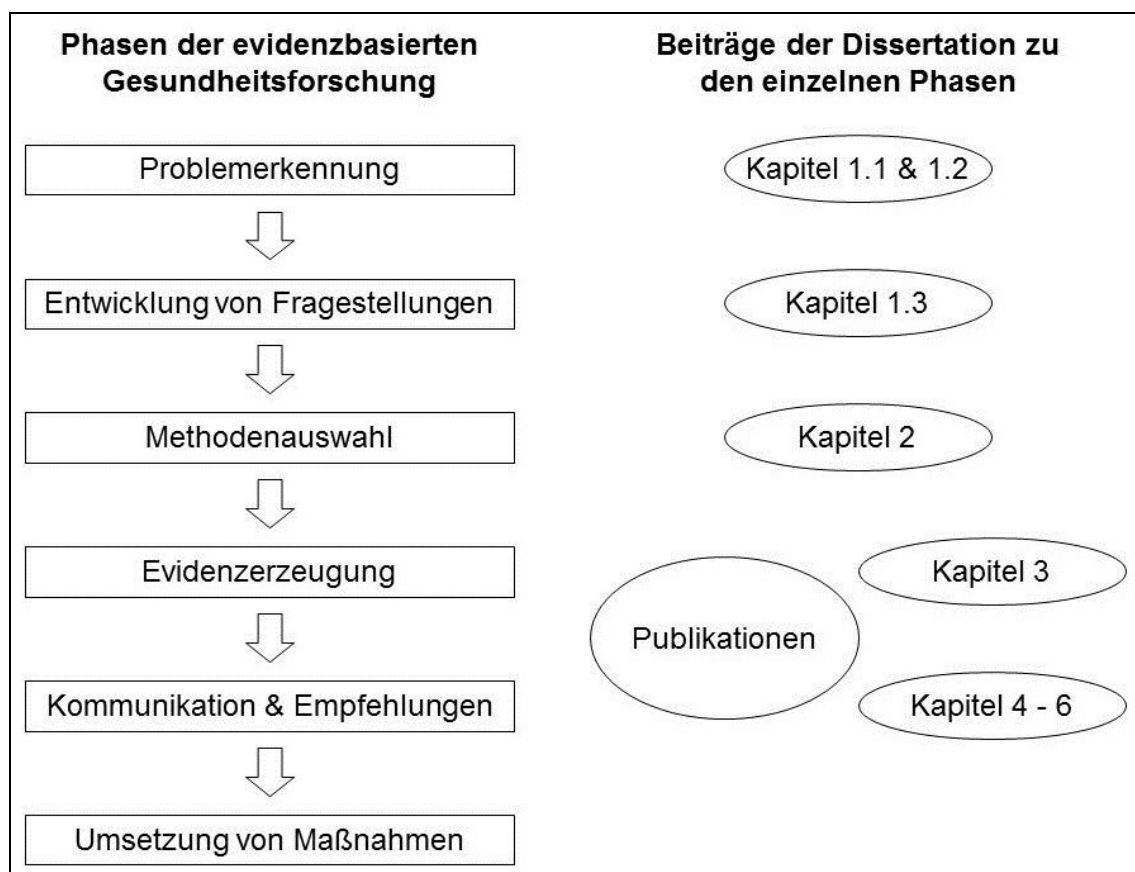 Phasen der evidenzbasierten
Gesundheitsforschung
Beiträge der Dissertation zu
den einzelnen Phasen
Problemerkennung
Kapitel 1.1 & 1.2
Entwicklung von Fragestellungen
Kapitel 1.3
Methodenauswahl
Kapitel 2
Evidenzerzeugung
Kapitel 3
Publikationen
Kommunikation & Empfehlungen
Kapitel 4 - 6
Umsetzung von Maßnahmen